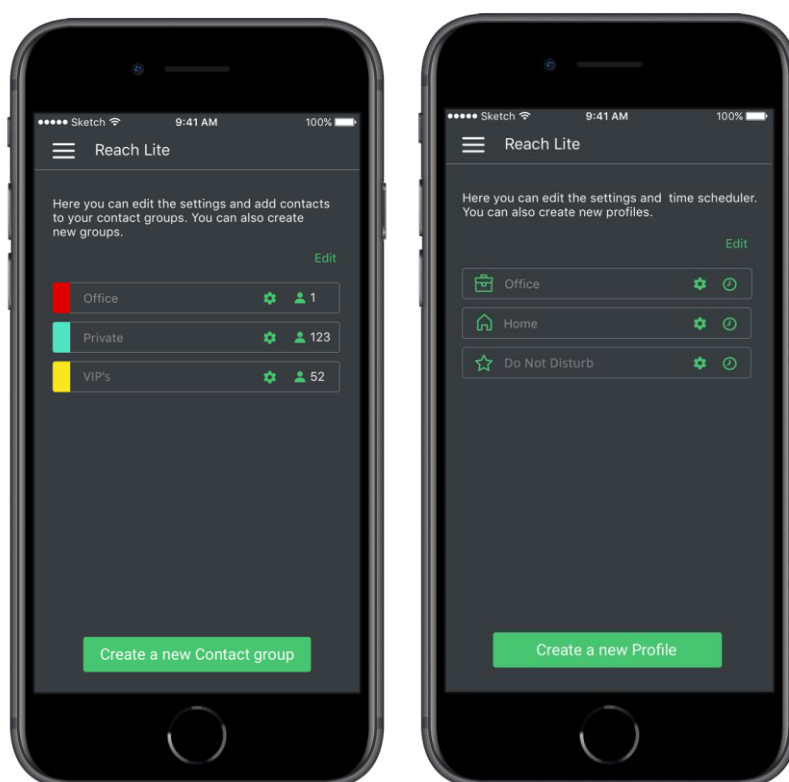 ●●●●● Sketch 9:41 AM 100%
Reach Lite
Here you can edit the settings and add contacts
to your contact groups. You can also create
new groups.
Edit
Office 1
Private 123
VIP's 52
Create a new Contact group
●●●●● Sketch 9:41 AM 100%
Reach Lite
Here you can edit the settings and  time scheduler.
You can also create new profiles.
Edit
Office
Home
Do Not Disturb
Create a new Profile